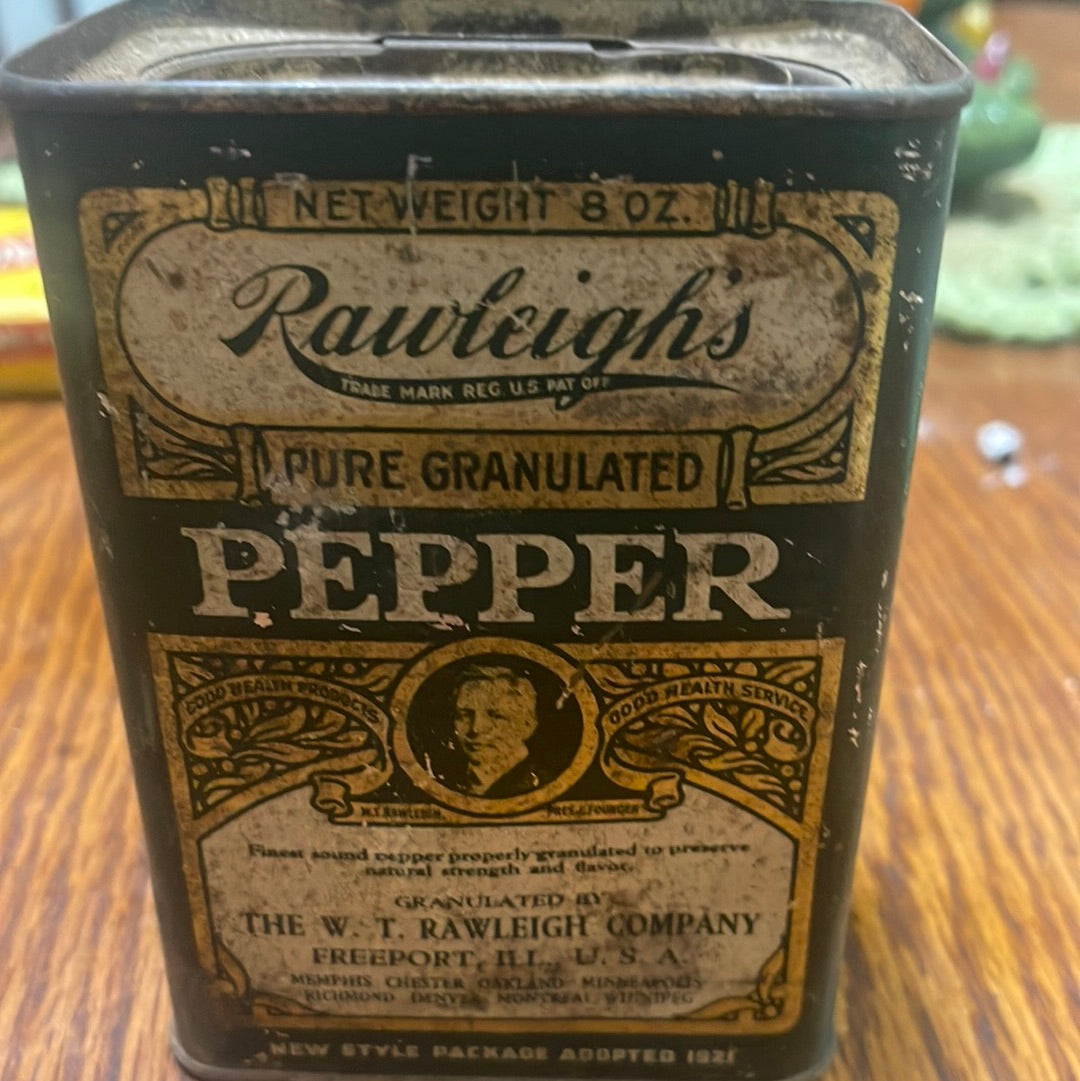 NET WEIGHT 8 OZ.
Rawleigh's
TRADE MARK REG. U.S. PAT OFF
PURE GRANULATED
PEPPER
GOOD HEALTH PRODUCTS
GOOD HEALTH SERVICE
W.T. RAWLEIGH. PRES. & FOUNDER
Finest sound pepper properly granulated to preserve
natural strength and flavor.
GRANULATED BY
THE W. T. RAWLEIGH COMPANY
FREEPORT, ILL., U. S. A.
MEMPHIS CHESTER OAKLAND MINNEAPOLIS
RICHMOND DENVER MONTREAL WINNIPEG
NEW STYLE PACKAGE ADOPTED